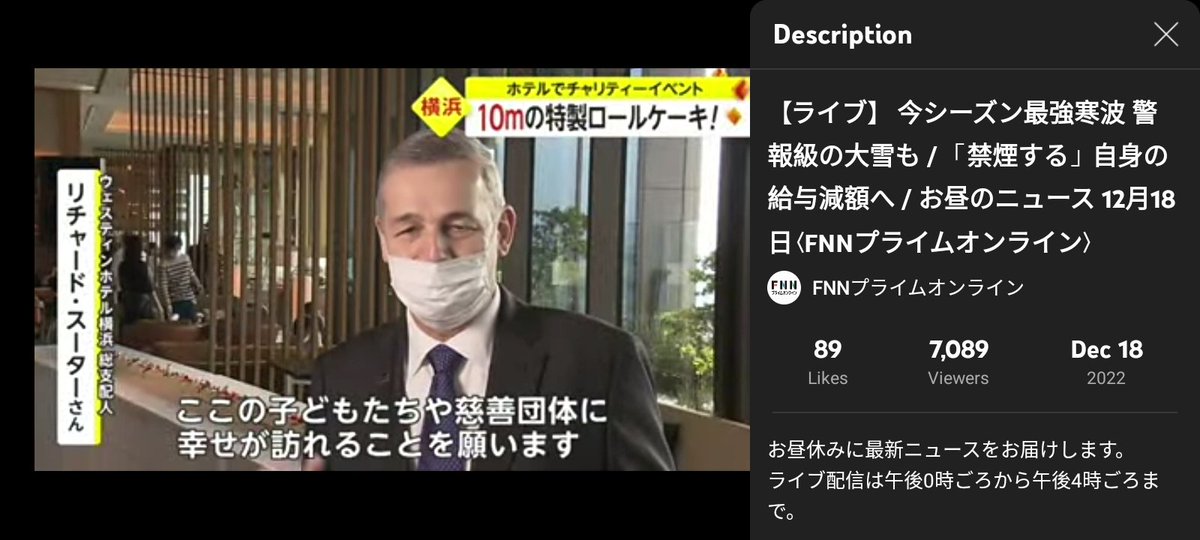 横浜
ホテルでチャリティーイベント
10mの特製ロールケーキ!
ウェスティンホテル横浜 総支配人
リチャード・スーターさん
ここの子どもたちや慈善団体に
幸せが訪れることを願います
Description
【ライブ】 今シーズン最強寒波 警
報級の大雪も / 「禁煙する」自身の
給与減額へ / お昼のニュース 12月18
日〈FNNプライムオンライン〉
FNN
プライムオンライン
FNNプライムオンライン
89
Likes
7,089
Viewers
Dec 18
2022
お昼休みに最新ニュースをお届けします。
ライブ配信は午後0時ごろから午後4時ごろま
で。